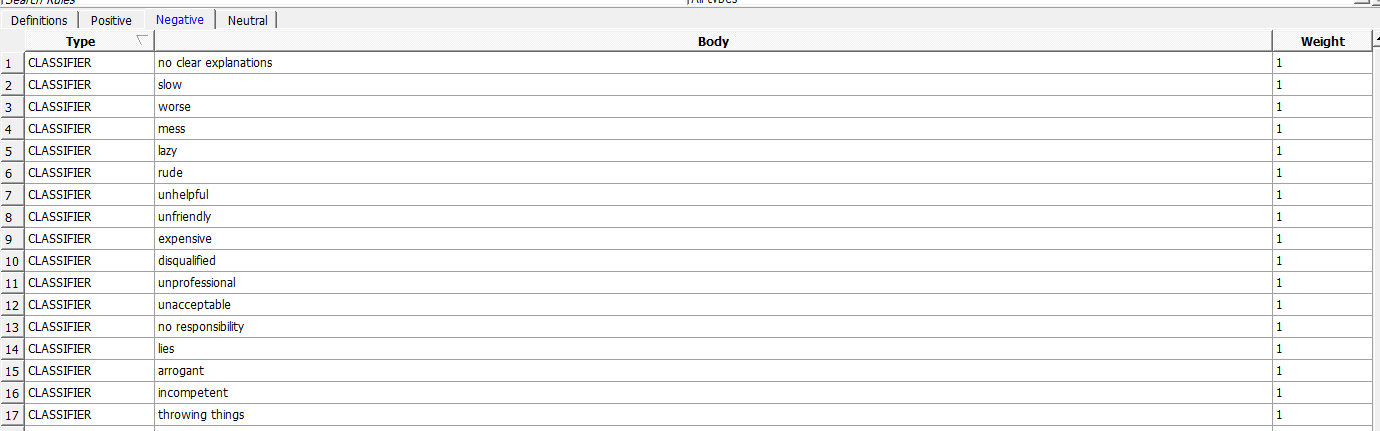 Search Rules
All types
Definitions Positive Negative Neutral
Type Body Weight
1 CLASSIFIER no clear explanations 1
2 CLASSIFIER slow 1
3 CLASSIFIER worse 1
4 CLASSIFIER mess 1
5 CLASSIFIER lazy 1
6 CLASSIFIER rude 1
7 CLASSIFIER unhelpful 1
8 CLASSIFIER unfriendly 1
9 CLASSIFIER expensive 1
10 CLASSIFIER disqualified 1
11 CLASSIFIER unprofessional 1
12 CLASSIFIER unacceptable 1
13 CLASSIFIER no responsibility 1
14 CLASSIFIER lies 1
15 CLASSIFIER arrogant 1
16 CLASSIFIER incompetent 1
17 CLASSIFIER throwing things 1